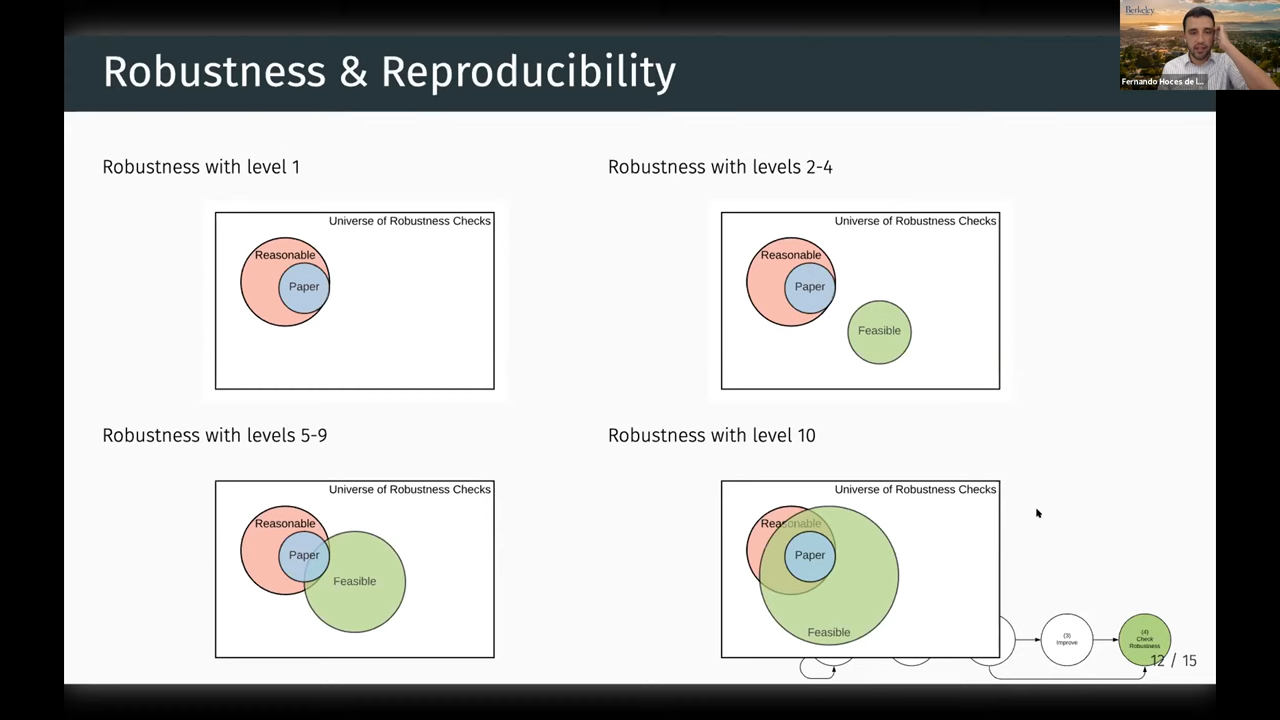 Robustness & Reproducibility
Berkeley
Fernando Hoces de l...
Robustness with level 1
Universe of Robustness Checks
Reasonable
Paper
Robustness with levels 2-4
Universe of Robustness Checks
Reasonable
Paper
Feasible
Robustness with levels 5-9
Universe of Robustness Checks
Reasonable
Paper
Feasible
Robustness with level 10
Universe of Robustness Checks
Reasonable
Paper
Feasible
(3)
Improve
(4)
Check
Robustness
12 / 15